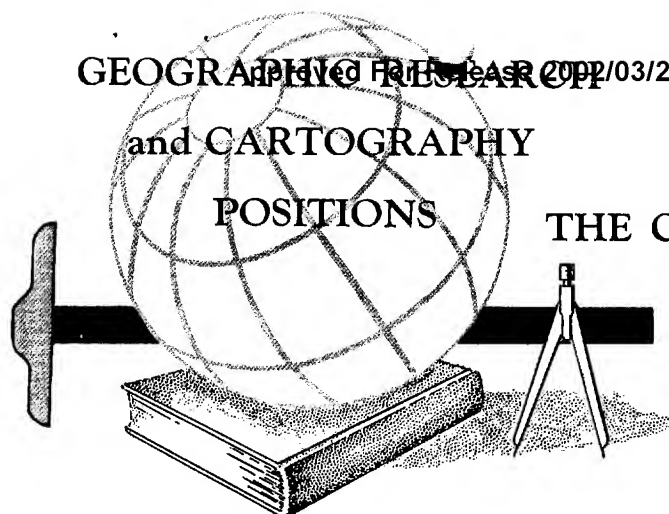 GEOGRAPHIC RESEARCH
Approved For Release 2002/03/2
and CARTOGRAPHY
POSITIONS
THE C